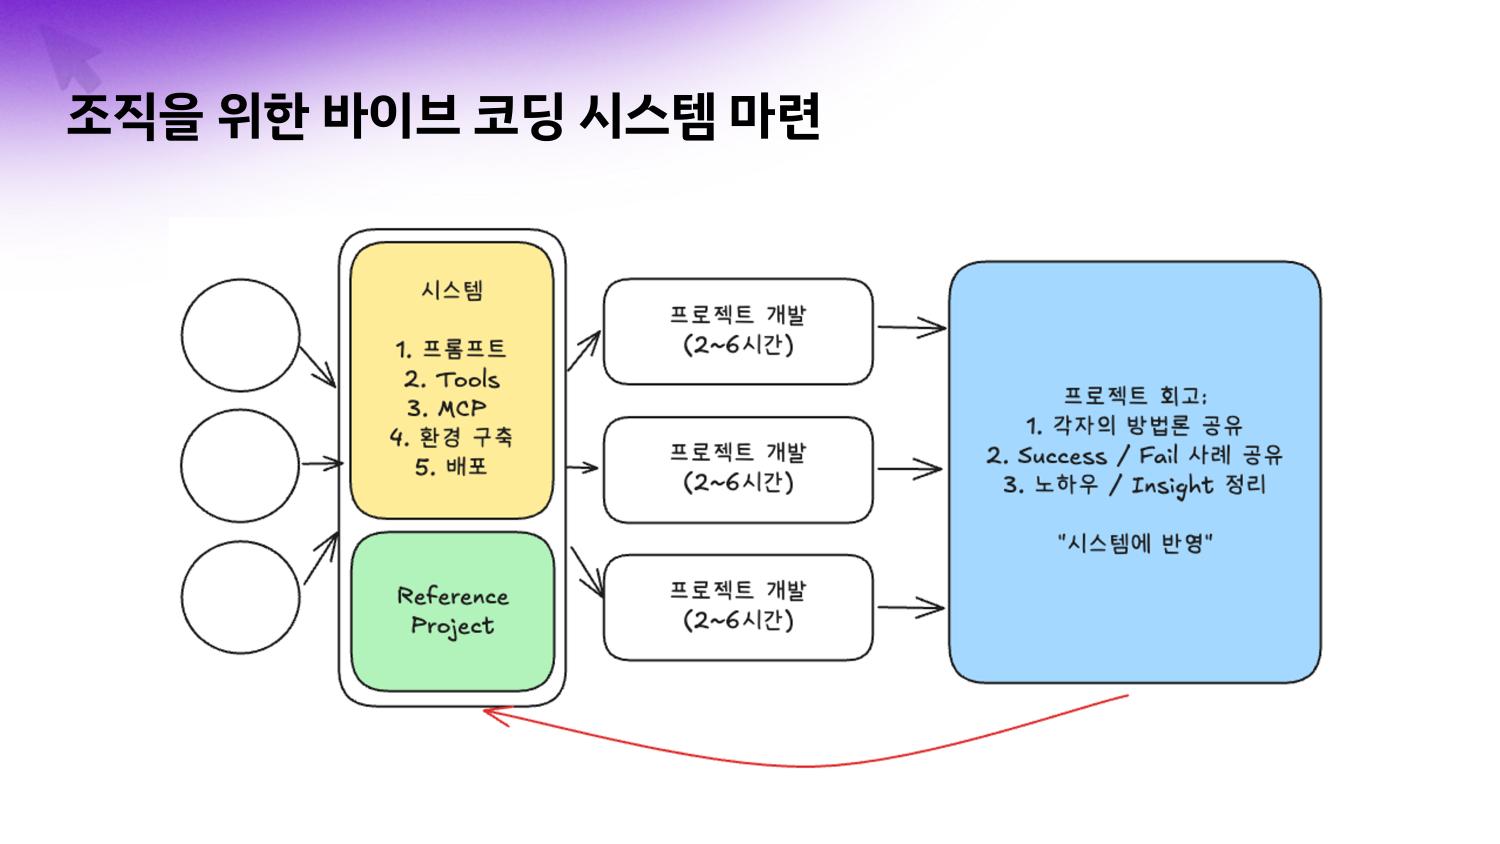 조직을 위한 바이브 코딩 시스템 마련
시스템
1. 프롬프트
2. Tools
3. MCP
4. 환경 구축
5. 배포
Reference
Project
프로젝트 개발
(2~6시간)
프로젝트 개발
(2~6시간)
프로젝트 개발
(2~6시간)
프로젝트 회고:
1. 각자의 방법론 공유
2. Success / Fail 사례 공유
3. 노하우 / Insight 정리
"시스템에 반영"